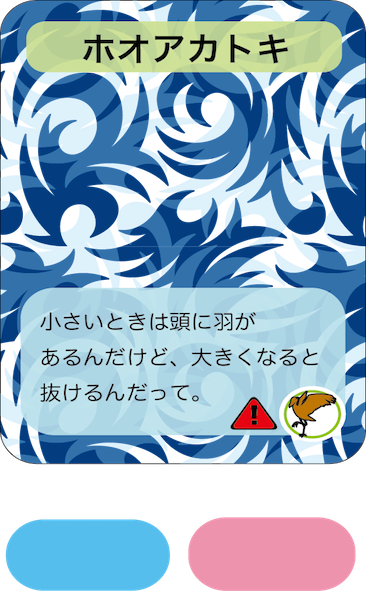 ホオアカトキ
小さいときは頭に羽が
あるんだけど、大きくなると
抜けるんだって。
!